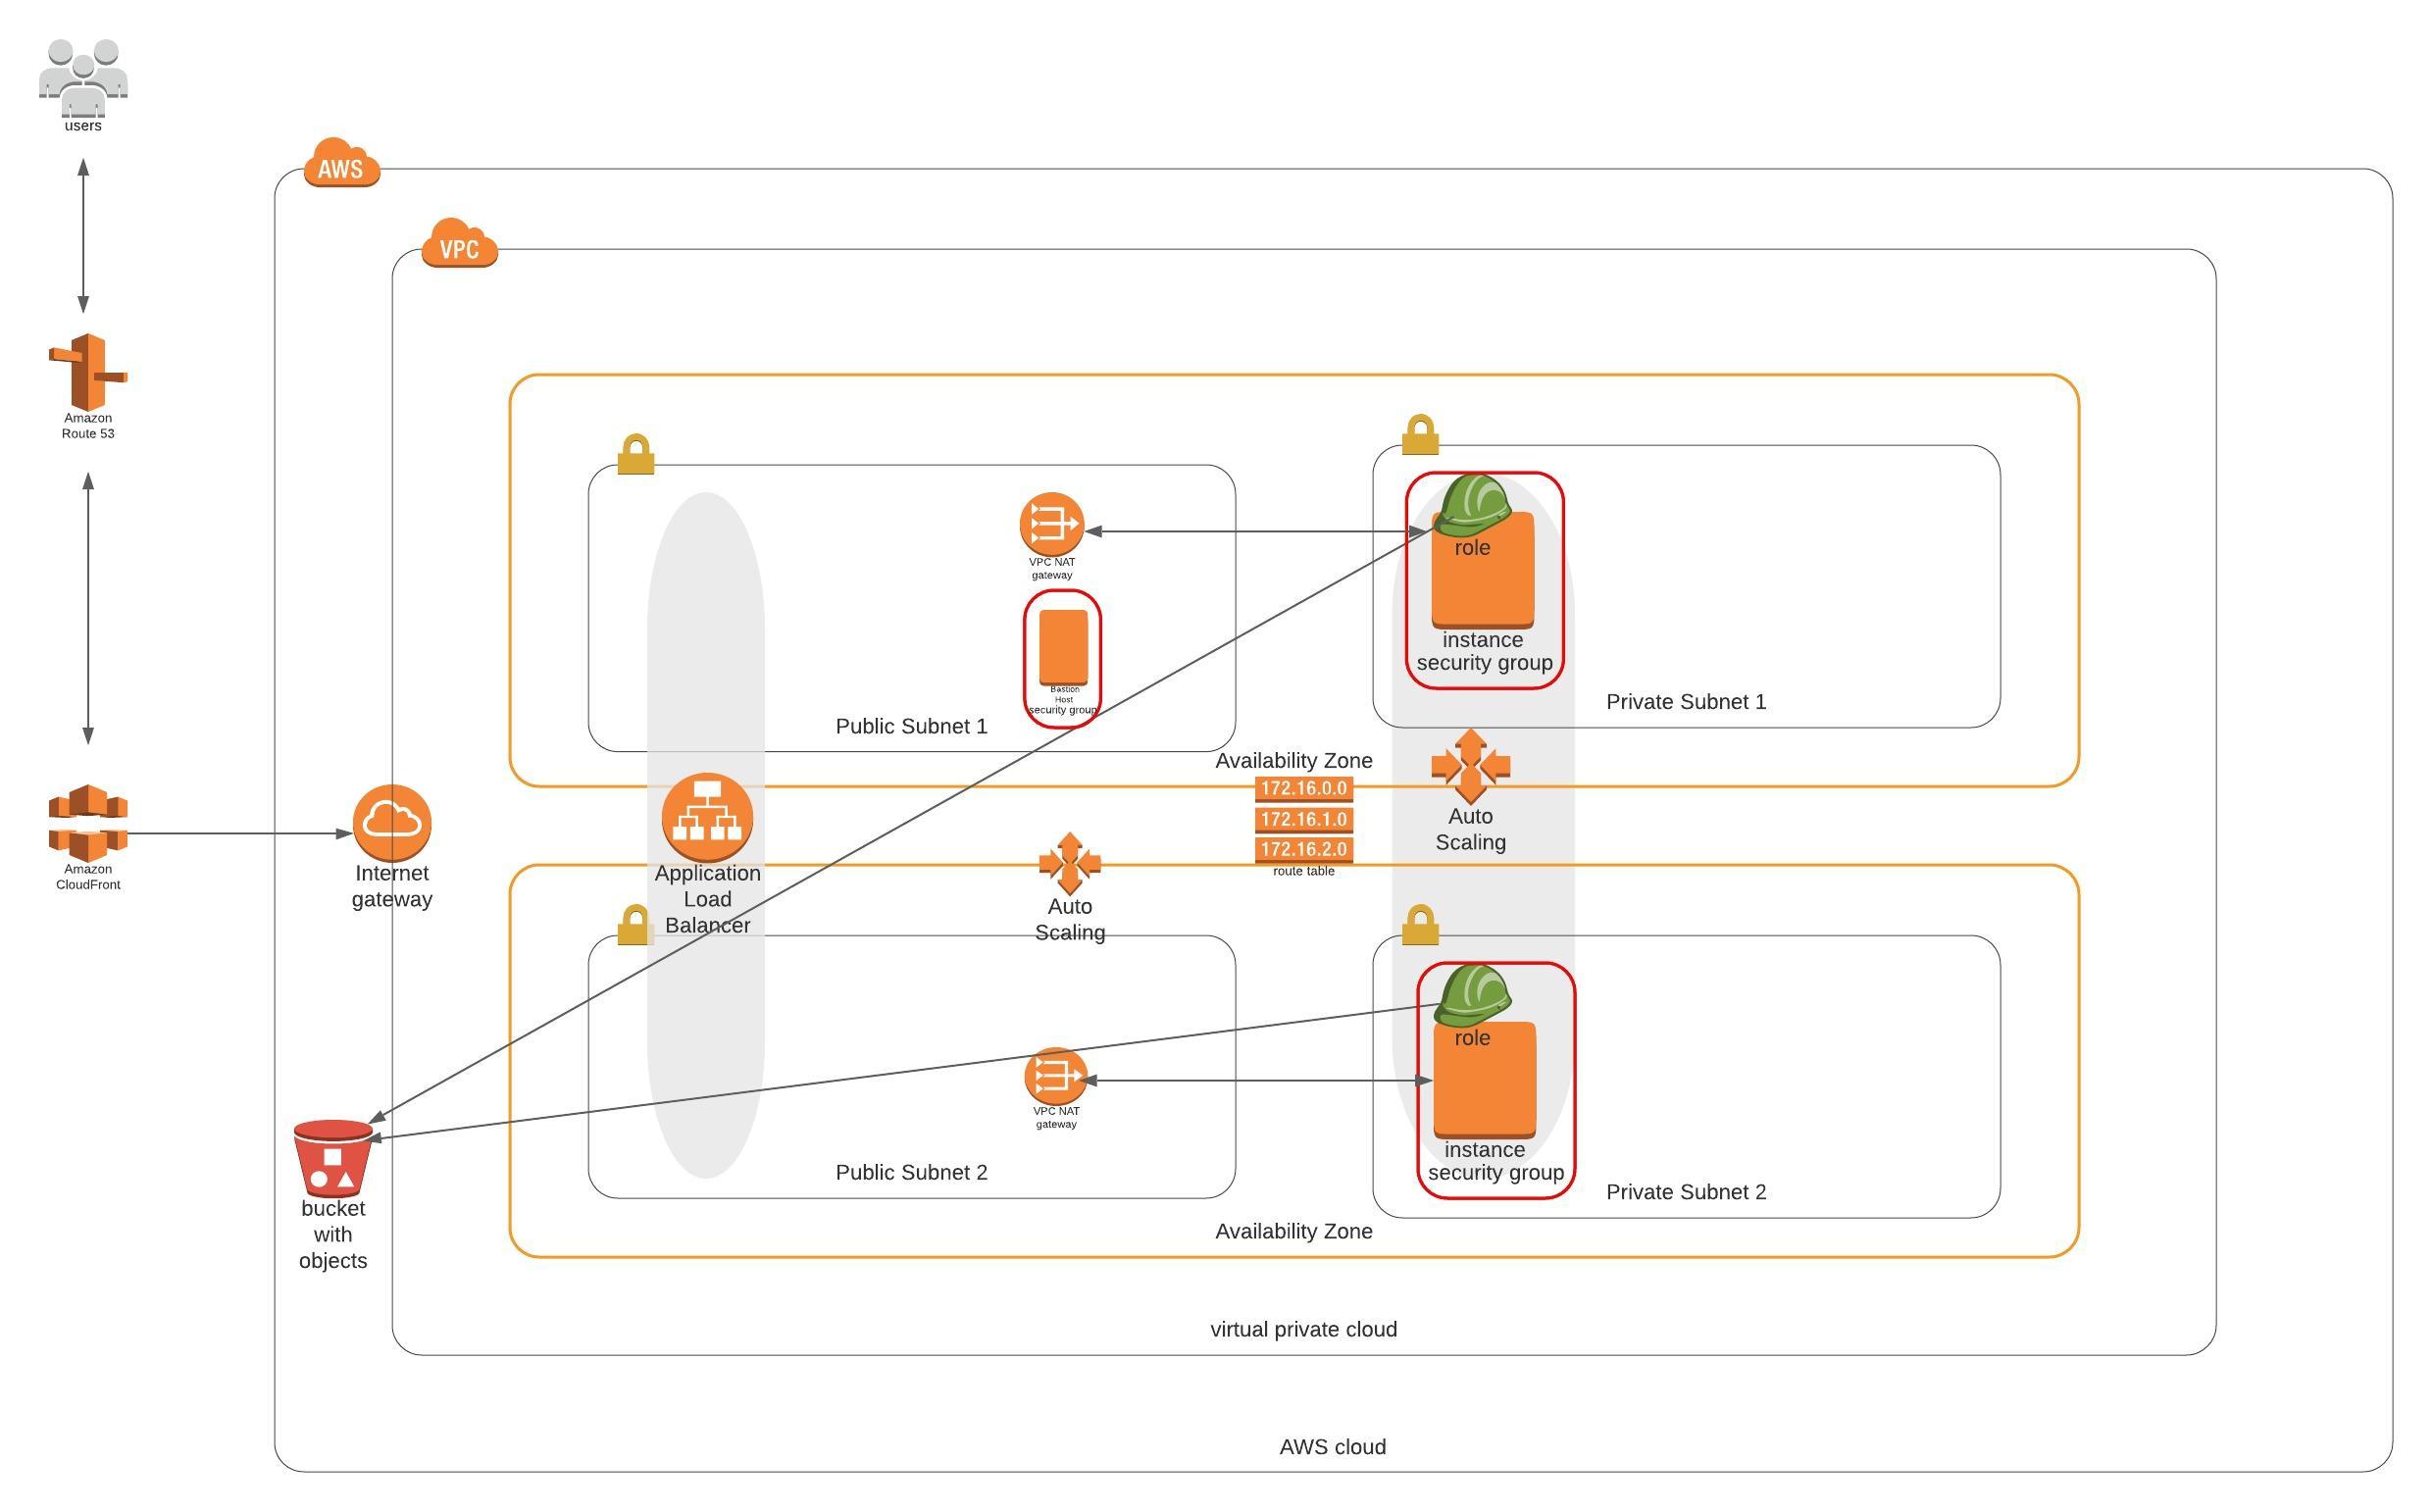 users
AWS
VPC
Amazon
Route 53
role
VPC NAT
gateway
instance
security group
Bastion
Host
security group
Private Subnet 1
Public Subnet 1
Availability Zone
172.16.0.0
172.16.1.0
172.16.2.0
route table
Auto
Scaling
Amazon
CloudFront
Internet
gateway
Application
Load
Balancer
Auto
Scaling
role
VPC NAT
gateway
instance
security group
Public Subnet 2
Private Subnet 2
bucket
with
objects
Availability Zone
virtual private cloud
AWS cloud